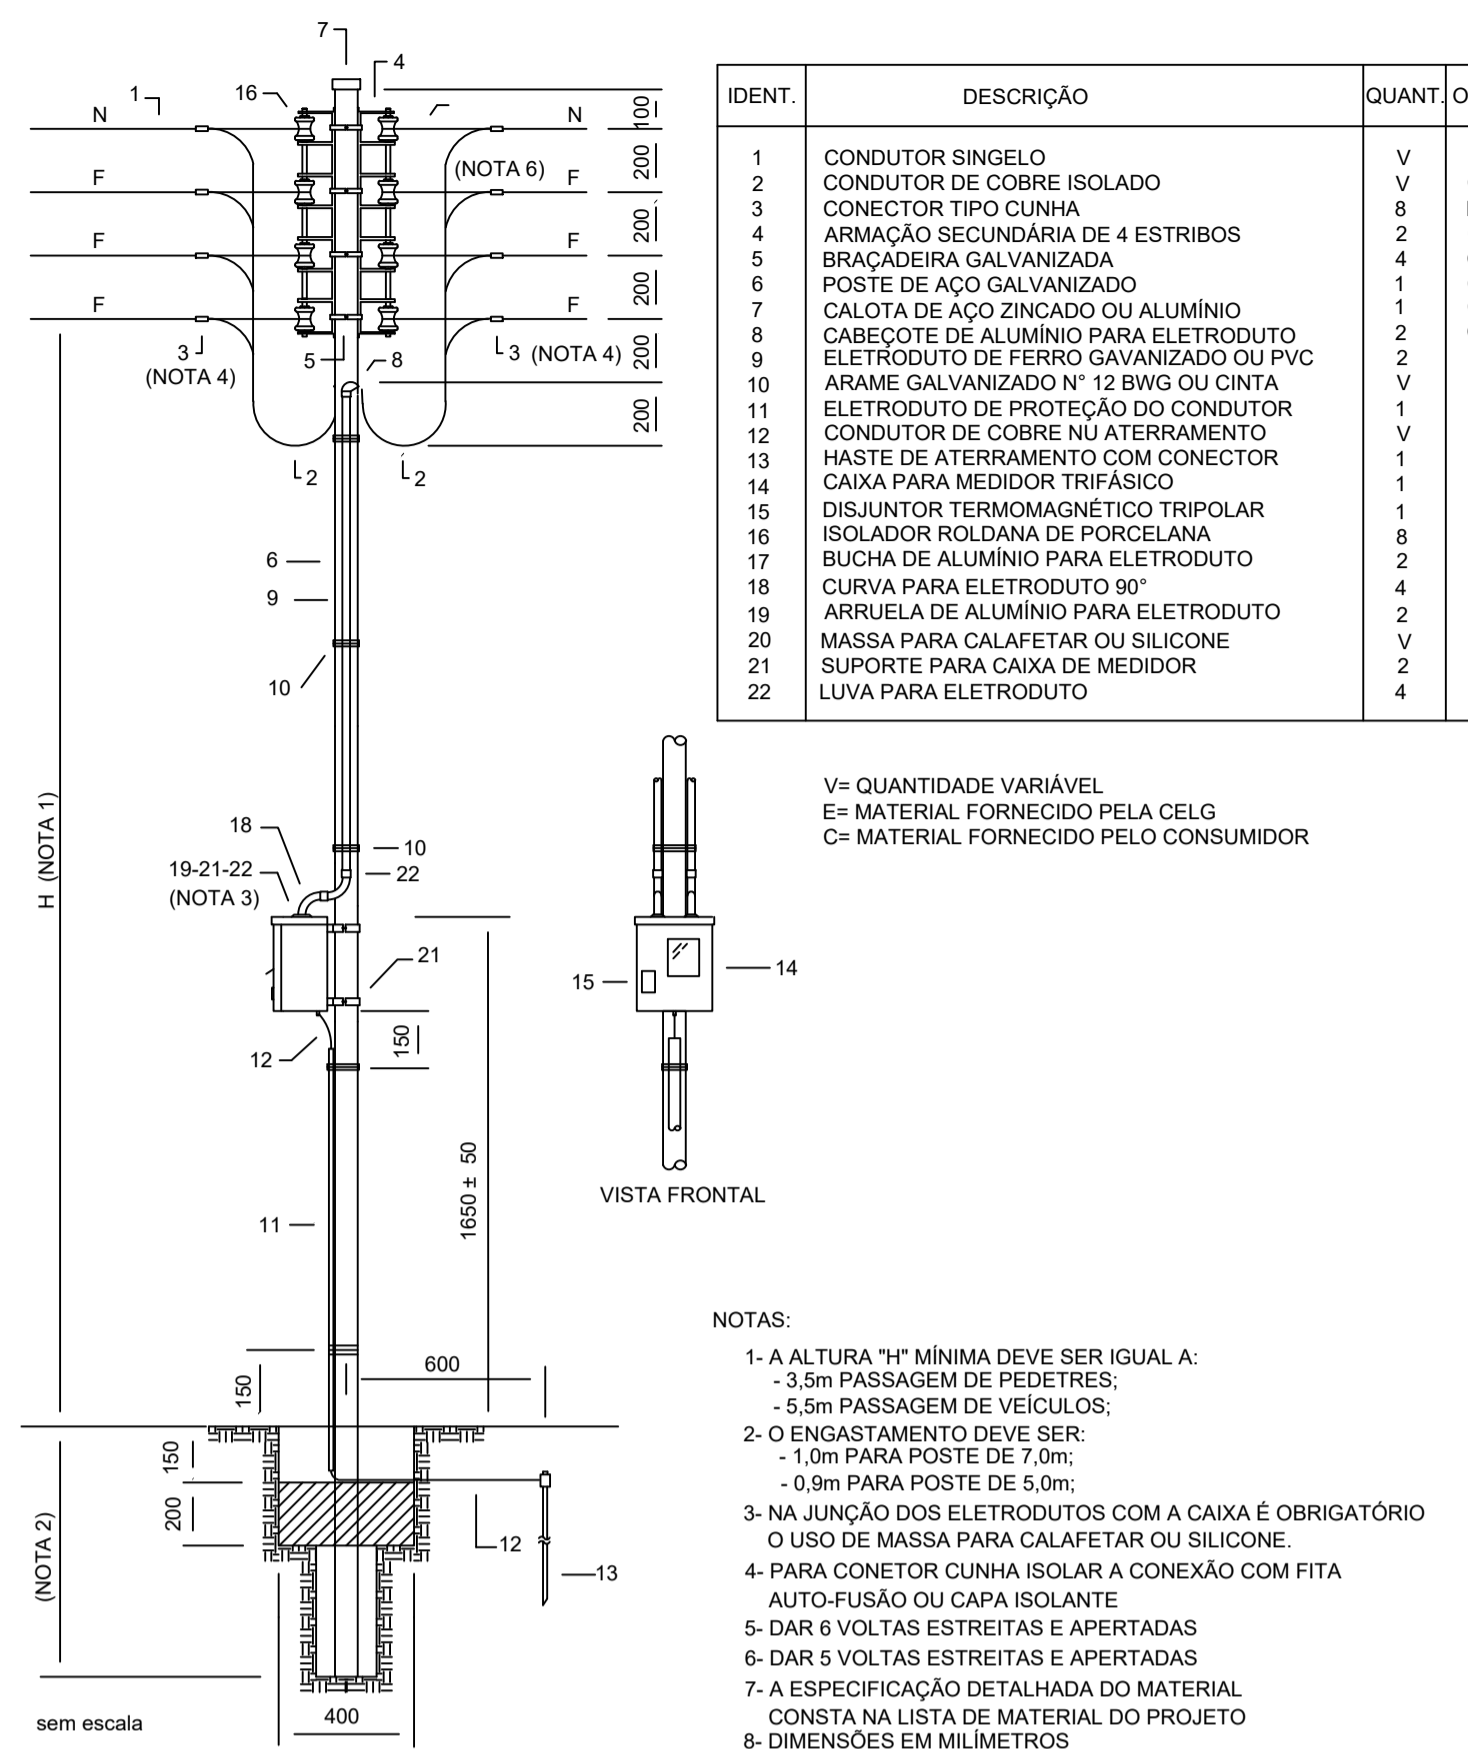 7
4
16
1
N
N
100
200
(NOTA 6)
F
F
200
F
F
200
F
F
3
(NOTA 4)
5
8
3 (NOTA 4)
200
200
2
2
6
9
10
H (NOTA 1)
18
10
19-21-22
(NOTA 3)
22
21
12
150
1650 ± 50
11
600
150
150
200
(NOTA 2)
12
13
400
sem escala
15
14
VISTA FRONTAL
IDENT. DESCRIÇÃO QUANT. O
1 CONDUTOR SINGELO V
2 CONDUTOR DE COBRE ISOLADO V
3 CONECTOR TIPO CUNHA 8
4 ARMAÇÃO SECUNDÁRIA DE 4 ESTRIBOS 2
5 BRAÇADEIRA GALVANIZADA 4
6 POSTE DE AÇO GALVANIZADO 1
7 CALOTA DE AÇO ZINCADO OU ALUMÍNIO 1
8 CABEÇOTE DE ALUMÍNIO PARA ELETRODUTO 2
9 ELETRODUTO DE FERRO GAVANIZADO OU PVC 2
10 ARAME GALVANIZADO N° 12 BWG OU CINTA V
11 ELETRODUTO DE PROTEÇÃO DO CONDUTOR 1
12 CONDUTOR DE COBRE NU ATERRAMENTO V
13 HASTE DE ATERRAMENTO COM CONECTOR 1
14 CAIXA PARA MEDIDOR TRIFÁSICO 1
15 DISJUNTOR TERMOMAGNÉTICO TRIPOLAR 1
16 ISOLADOR ROLDANA DE PORCELANA 8
17 BUCHA DE ALUMÍNIO PARA ELETRODUTO 2
18 CURVA PARA ELETRODUTO 90° 4
19 ARRUELA DE ALUMÍNIO PARA ELETRODUTO 2
20 MASSA PARA CALAFETAR OU SILICONE V
21 SUPORTE PARA CAIXA DE MEDIDOR 2
22 LUVA PARA ELETRODUTO 4
V= QUANTIDADE VARIÁVEL
E= MATERIAL FORNECIDO PELA CELG
C= MATERIAL FORNECIDO PELO CONSUMIDOR
NOTAS:
1- A ALTURA "H" MÍNIMA DEVE SER IGUAL A:
- 3,5m PASSAGEM DE PEDETRES;
- 5,5m PASSAGEM DE VEÍCULOS;
2- O ENGASTAMENTO DEVE SER:
- 1,0m PARA POSTE DE 7,0m;
- 0,9m PARA POSTE DE 5,0m;
3- NA JUNÇÃO DOS ELETRODUTOS COM A CAIXA É OBRIGATÓRIO
O USO DE MASSA PARA CALAFETAR OU SILICONE.
4- PARA CONETOR CUNHA ISOLAR A CONEXÃO COM FITA
AUTO-FUSÃO OU CAPA ISOLANTE
5- DAR 6 VOLTAS ESTREITAS E APERTADAS
6- DAR 5 VOLTAS ESTREITAS E APERTADAS
7- A ESPECIFICAÇÃO DETALHADA DO MATERIAL
CONSTA NA LISTA DE MATERIAL DO PROJETO
8- DIMENSÕES EM MILÍMETROS